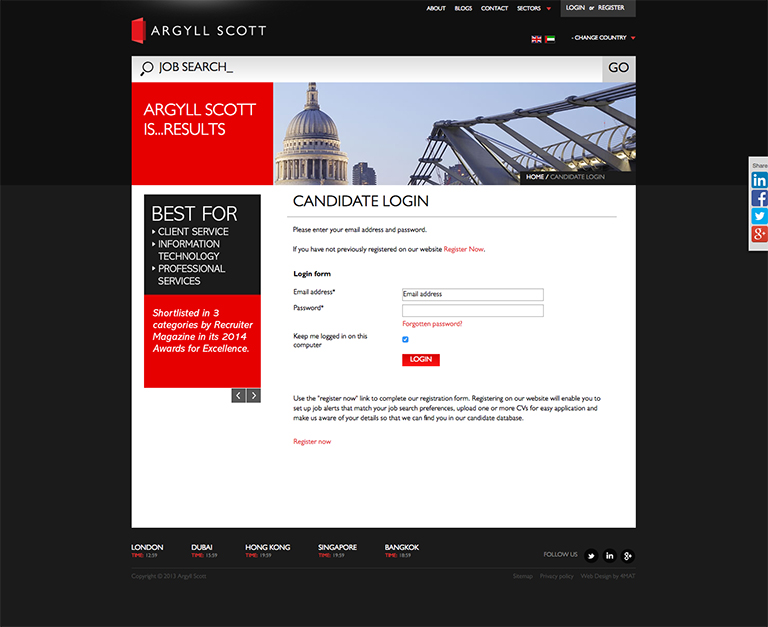 ABOUT BLOGS CONTACT SECTORS LOGIN or REGISTER
ARGYLL SCOTT
- CHANGE COUNTRY
JOB SEARCH_ GO
ARGYLL SCOTT
IS...RESULTS
HOME / CANDIDATE LOGIN
Share
BEST FOR
CLIENT SERVICE
INFORMATION
TECHNOLOGY
PROFESSIONAL
SERVICES
Shortlisted in 3
categories by Recruiter
Magazine in its 2014
Awards for Excellence.
CANDIDATE LOGIN
Please enter your email address and password.
If you have not previously registered on our website Register Now.
Login form
Email address* Email address
Password*
Forgotten password?
Keep me logged in on this
computer
LOGIN
Use the "register now" link to complete our registration form. Registering on our website will enable you to
set up job alerts that match your job search preferences, upload one or more CVs for easy application and
make us aware of your details so that we can find you in our candidate database.
Register now
LONDON DUBAI HONG KONG SINGAPORE BANGKOK
TIME: 12:59 TIME: 15:59 TIME: 19:59 TIME: 19:59 TIME: 18:59
FOLLOW US
Copyright © 2013 Argyll Scott Sitemap Privacy policy Web Design by 4MAT